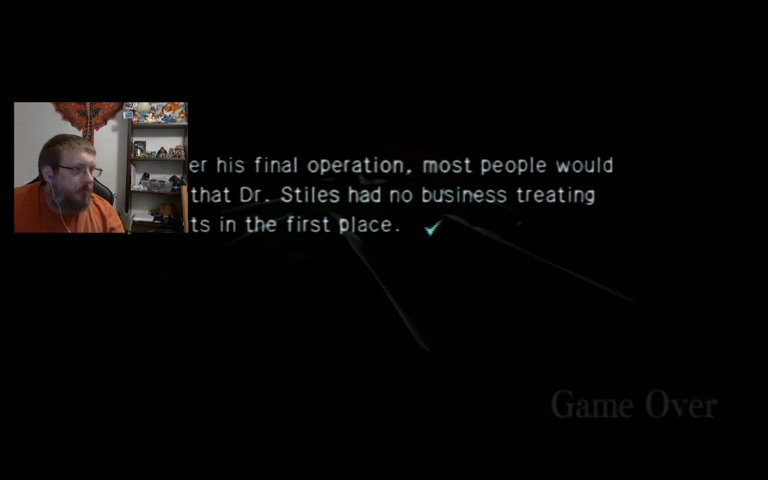 er his final operation, most people would
that Dr. Stiles had no business treating
ts in the first place.
Game Over